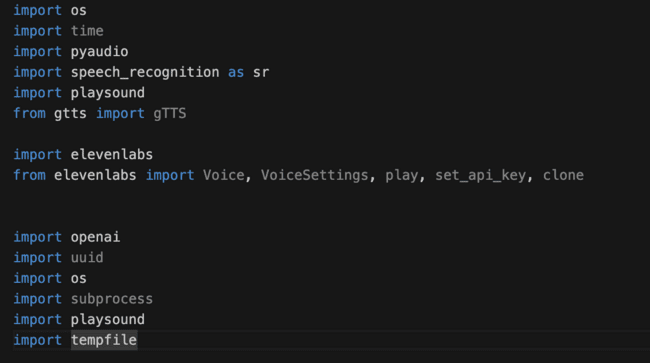 import os
import time
import pyaudio
import speech_recognition as sr
import playsound
from gtts import gTTS
import elevenlabs
from elevenlabs import Voice, VoiceSettings, play, set_api_key, clone
import openai
import uuid
import os
import subprocess
import playsound
import tempfile